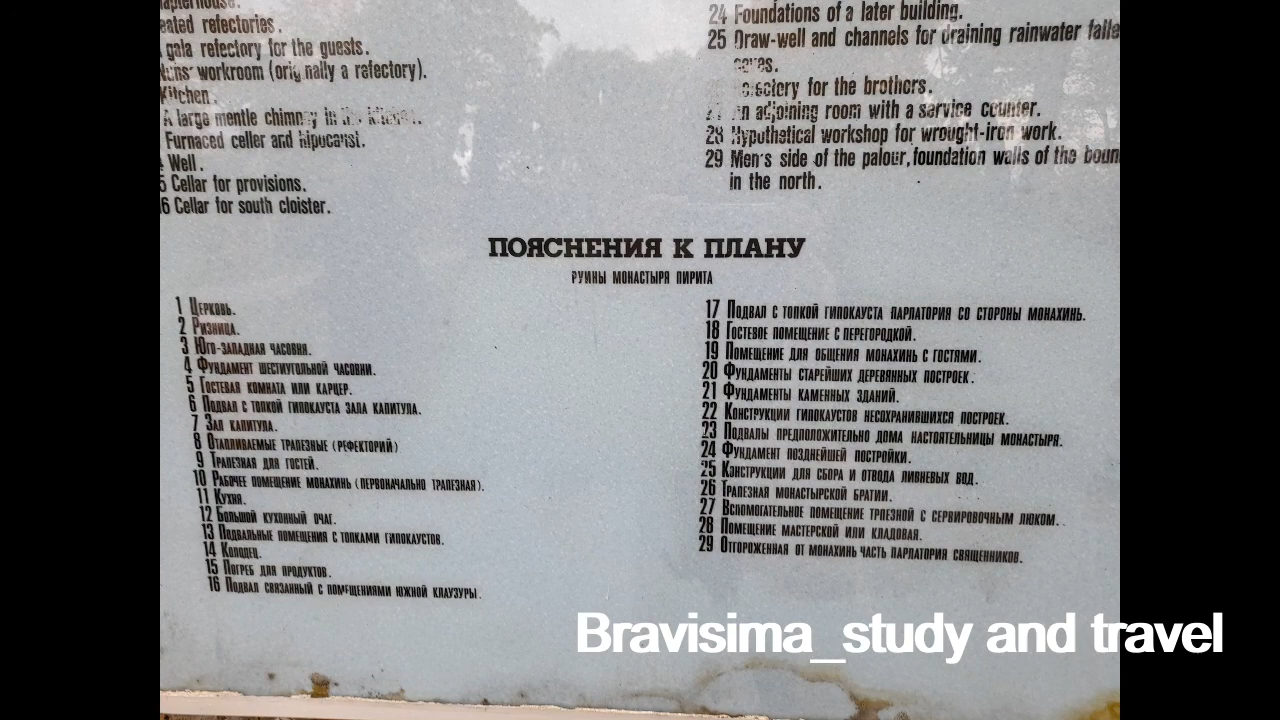 eated refectories.
gala refectory for the guests.
workroom (originally a refectory).
Kitchen.
A large mentle chimney in the kitchen.
Furnaced celler and hipocaust.
Well.
5 Cellar for provisions.
6 Cellar for south cloister.
24 Foundations of a later building.
25 Draw-well and channels for draining rainwater falle
eaves.
refectory for the brothers.
27 An adjoining room with a service counter.
28 Hypothetical workshop for wrought-iron work.
29 Men's side of the palour, foundation walls of the boun
in the north.
ПОЯСНЕНИЯ К ПЛАНУ
РУИНЫ МОНАСТЫРЯ ПИРИТА
1 Церковь.
2 Ризница.
3 Юго-западная часовня.
4 Фундамент шестиугольной часовни.
5 Гостевая комната или карцер.
6 Подвал с топкой гипокауста зала капитула.
7 Зал капитула.
8 Отапливаемые трапезные (рефекторий)
9 Трапезная для гостей.
10 Рабочее помещение монахинь (первоначально трапезная).
11 Кухня.
12 Большой кухонный очаг.
13 Подвальные помещения с топками гипокаустов.
14 Колодец.
15 Погреб для продуктов.
16 Подвал связанный с помещениями южной клаузуры.
17 Подвал с топкой гипокауста парлатория со стороны монахинь.
18 Гостевое помещение с перегородкой.
19 Помещение для общения монахинь с гостями.
20 Фундаменты старейших деревянных построек.
21 Фундаменты каменных зданий.
22 Конструкции гипокаустов несохранившихся построек.
23 Подвалы предположительно дома настоятельницы монастыря.
24 Фундамент позднейшей постройки.
25 Конструкции для сбора и отвода ливневых вод.
26 Трапезная монастырской братии.
27 Вспомогательное помещение трпезной с сервировочным люком.
28 Помещение мастерской или кладовая.
29 Отгороженная от монахинь часть парлатория священников.
Bravisima_study and travel